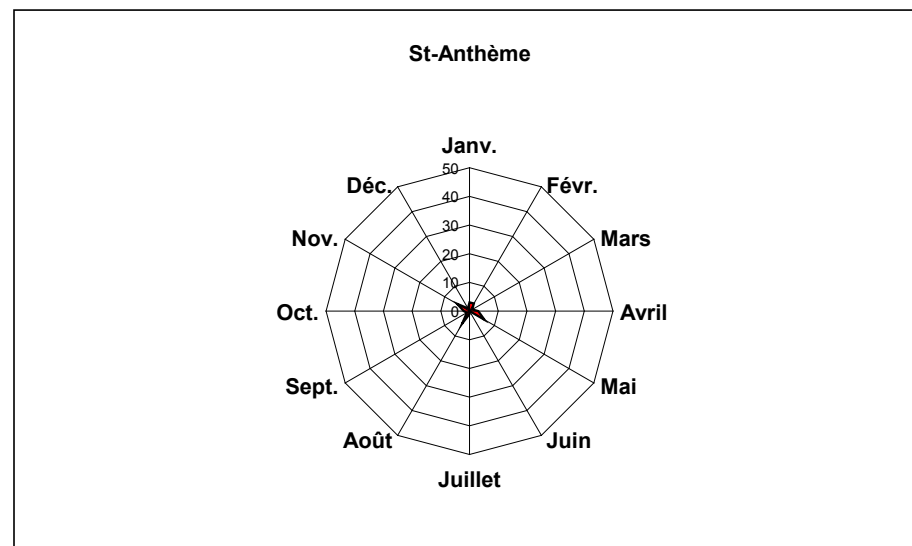 St-Anthème
Janv.
50
Déc.
Févr.
40
30
Nov.
Mars
20
10
Oct.
0
Avril
Sept.
Mai
Août
Juin
Juillet